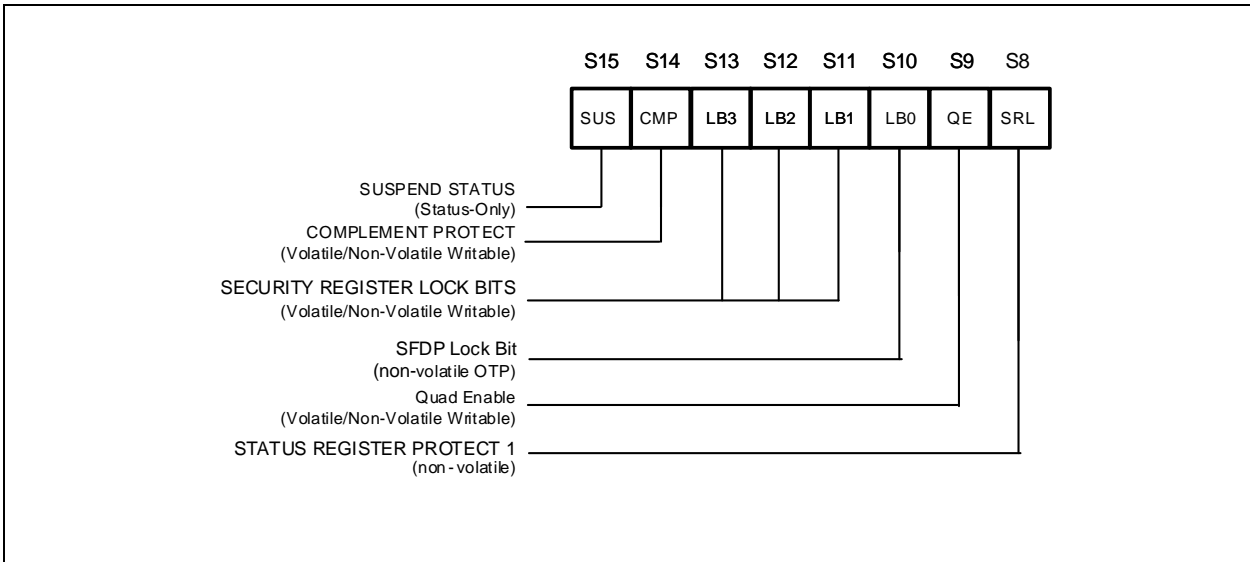 S15 S14 S13 S12 S11 S10 S9 S8
SUS CMP LB3 LB2 LB1 LB0 QE SRL
SUSPEND STATUS
(Status-Only)
COMPLEMENT PROTECT
(Volatile/Non-Volatile Writable)
SECURITY REGISTER LOCK BITS
(Volatile/Non-Volatile Writable)
SFDP Lock Bit
(non-volatile OTP)
Quad Enable
(Volatile/Non-Volatile Writable)
STATUS REGISTER PROTECT 1
(non-volatile)